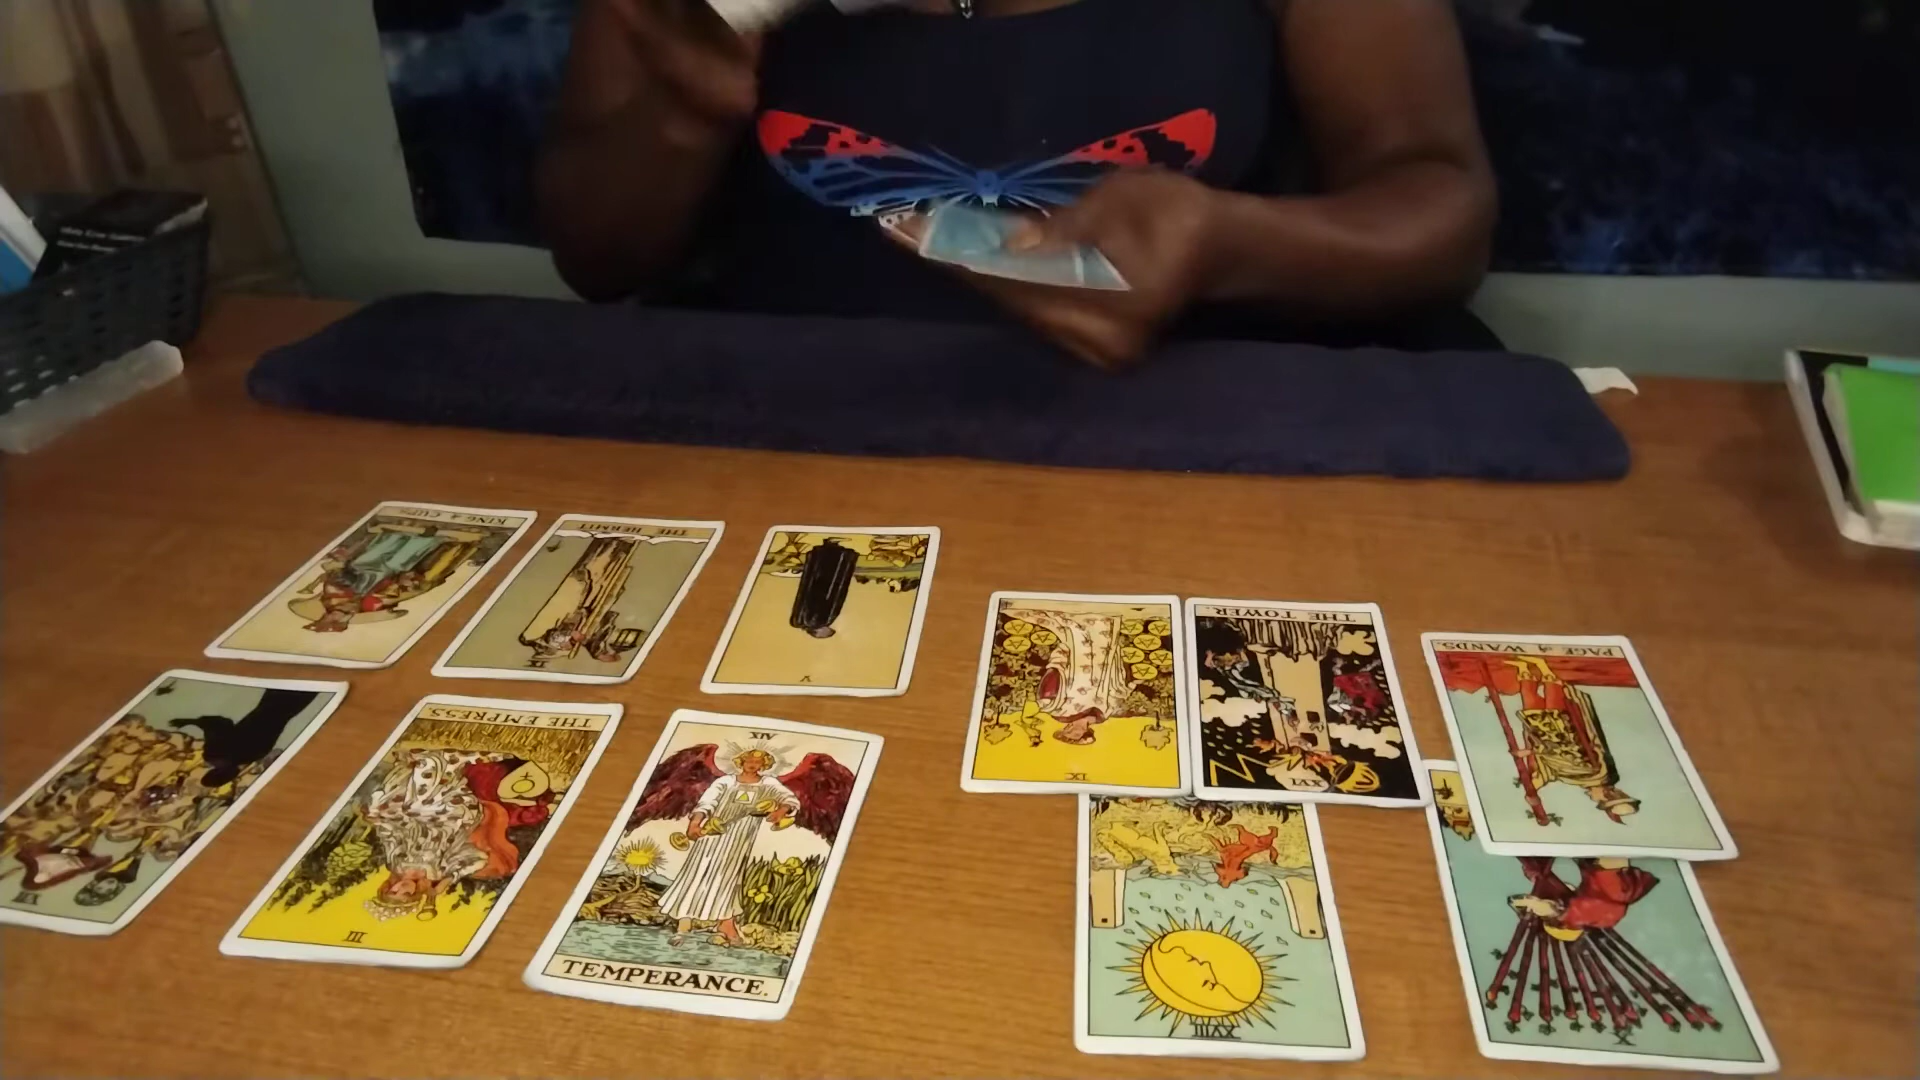 KING of CUPS.
THE HERMIT.
IX
V
IX
THE TOWER.
XVI
PAGE of WANDS.
VII
THE EMPRESS.
III
XIV
TEMPERANCE.
XVIII
X